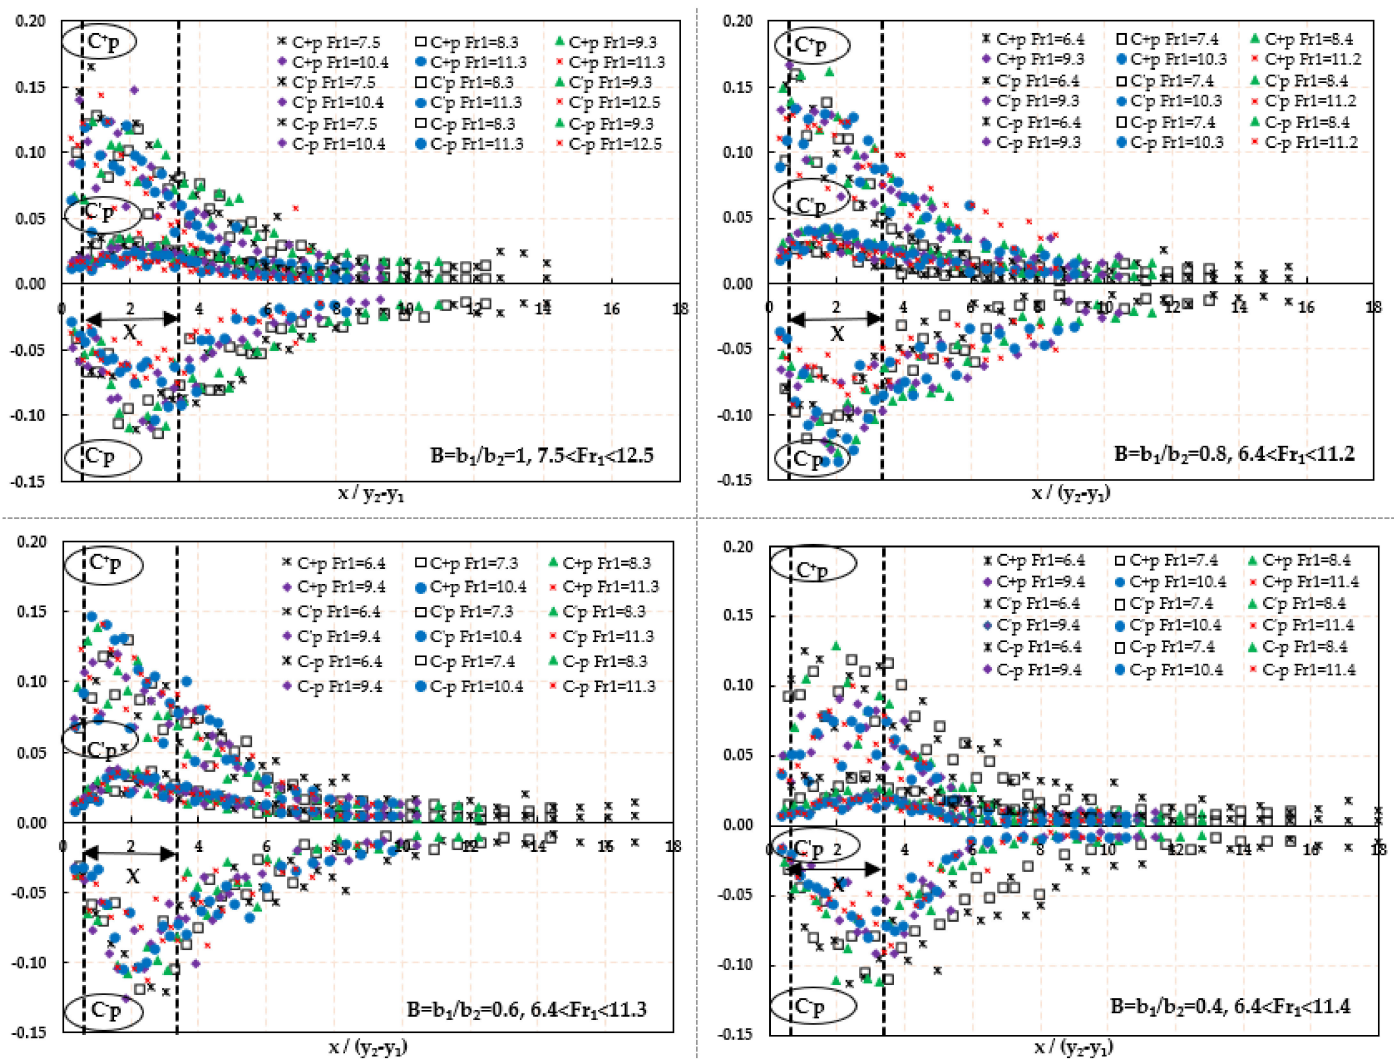 0.20
C⁺p
C+p Fr1=7.5 C+p Fr1=8.3 C+p Fr1=9.3
C+p Fr1=10.4 C+p Fr1=11.3 C+p Fr1=11.3
0.15
C'p Fr1=7.5 C'p Fr1=8.3 C'p Fr1=9.3
C'p Fr1=10.4 C'p Fr1=11.3 C'p Fr1=12.5
C-p Fr1=7.5 C-p Fr1=8.3 C-p Fr1=9.3
C-p Fr1=10.4 C-p Fr1=11.3 C-p Fr1=12.5
0.10
0.05
C'p
0.00
0 2 4 6 8 10 12 14 16 18
X
-0.05
-0.10
C⁻p
B=b₁/b₂=1, 7.5<Fr₁<12.5
-0.15
x / y₂-y₁
0.20
C⁺p
C+p Fr1=6.4 C+p Fr1=7.4 C+p Fr1=8.4
C+p Fr1=9.3 C+p Fr1=10.3 C+p Fr1=11.2
0.15
C'p Fr1=6.4 C'p Fr1=7.4 C'p Fr1=8.4
C'p Fr1=9.3 C'p Fr1=10.3 C'p Fr1=11.2
C-p Fr1=6.4 C-p Fr1=7.4 C-p Fr1=8.4
C-p Fr1=9.3 C-p Fr1=10.3 C-p Fr1=11.2
0.10
C'p
0.05
0.00
0 2 4 6 8 10 12 14 16 18
X
-0.05
-0.10
C⁻p
B=b₁/b₂=0.8, 6.4<Fr₁<11.2
-0.15
x / (y₂-y₁)
0.20
C⁺p
C+p Fr1=6.4 C+p Fr1=7.3 C+p Fr1=8.3
C+p Fr1=9.4 C+p Fr1=10.4 C+p Fr1=11.3
0.15
C'p Fr1=6.4 C'p Fr1=7.3 C'p Fr1=8.3
C'p Fr1=9.4 C'p Fr1=10.4 C'p Fr1=11.3
C-p Fr1=6.4 C-p Fr1=7.4 C-p Fr1=8.3
C-p Fr1=9.4 C-p Fr1=10.4 C-p Fr1=11.3
0.10
C'p
0.05
0.00
0 2 4 6 8 10 12 14 16 18
X
-0.05
-0.10
C⁻p
B=b₁/b₂=0.6, 6.4<Fr₁<11.3
-0.15
x / (y₂-y₁)
0.20
C⁺p
C+p Fr1=6.4 C+p Fr1=7.4 C+p Fr1=8.4
C+p Fr1=9.4 C+p Fr1=10.4 C+p Fr1=11.4
0.15
C'p Fr1=6.4 C'p Fr1=7.4 C'p Fr1=8.4
C'p Fr1=9.4 C'p Fr1=10.4 C'p Fr1=11.4
C-p Fr1=6.4 C-p Fr1=7.4 C-p Fr1=8.4
C-p Fr1=9.4 C-p Fr1=10.4 C-p Fr1=11.4
0.10
0.05
0.00
C'p
0 2 4 6 8 10 12 14 16 18
X
-0.05
-0.10
C⁻p
B=b₁/b₂=0.4, 6.4<Fr₁<11.4
-0.15
x / (y₂-y₁)